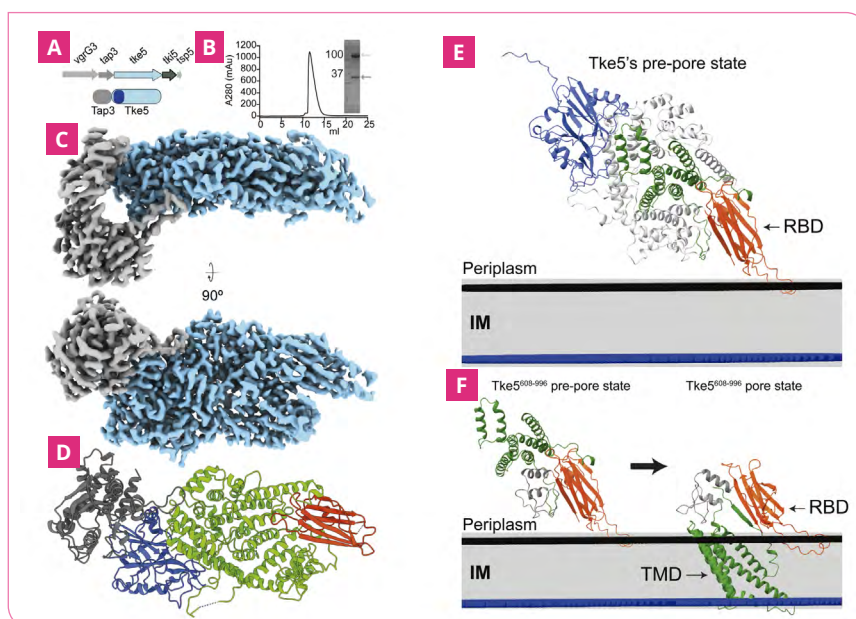 A
vgrG3 tap3 tke5 tki5 tsp5
Tap3 Tke5
B
A280 (mAu)
1200
1000
800
600
400
200
0
0 5 10 15 20 25
ml
100
37
C
90º
D
E
Tke5's pre-pore state
← RBD
Periplasm
IM
F
Tke5⁶⁰⁸⁻⁹⁹⁶ pre-pore state Tke5⁶⁰⁸⁻⁹⁹⁶ pore state
← RBD
Periplasm
IM
TMD →